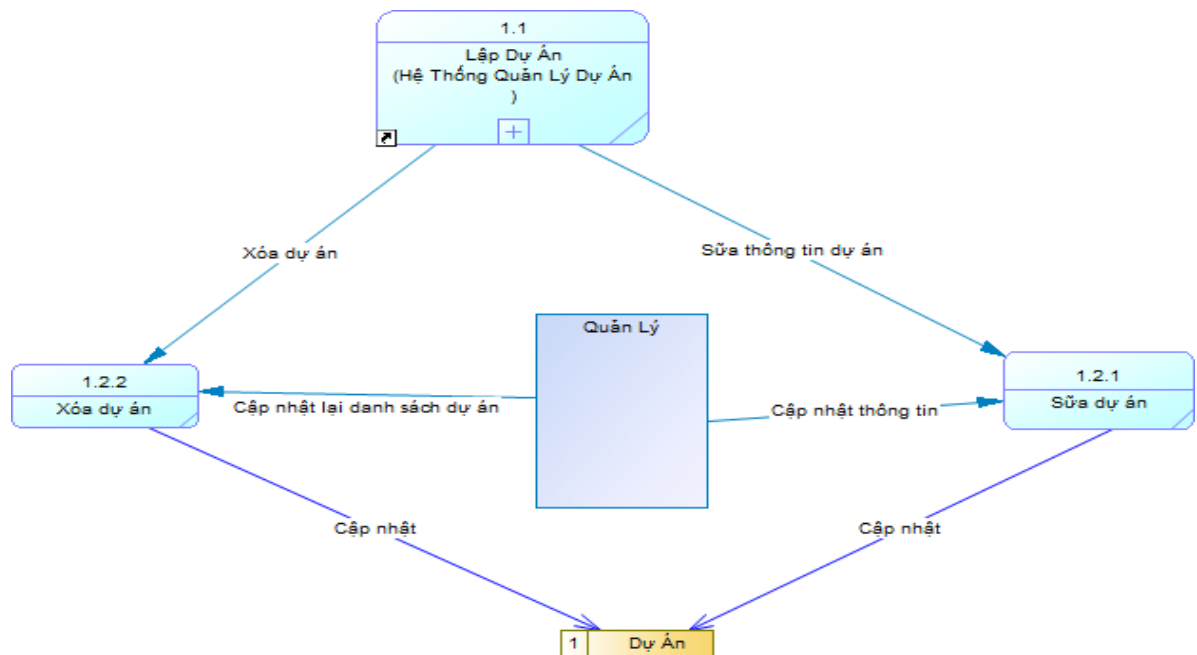 1.1
Lập Dự Án
(Hệ Thống Quản Lý Dự Án
)
Xóa dự án
Sữa thông tin dự án
Quản Lý
1.2.2
Xóa dự án
1.2.1
Sữa dự án
Cập nhật lại danh sách dự án
Cập nhật thông tin
Cập nhật
Cập nhật
1
Dự Án